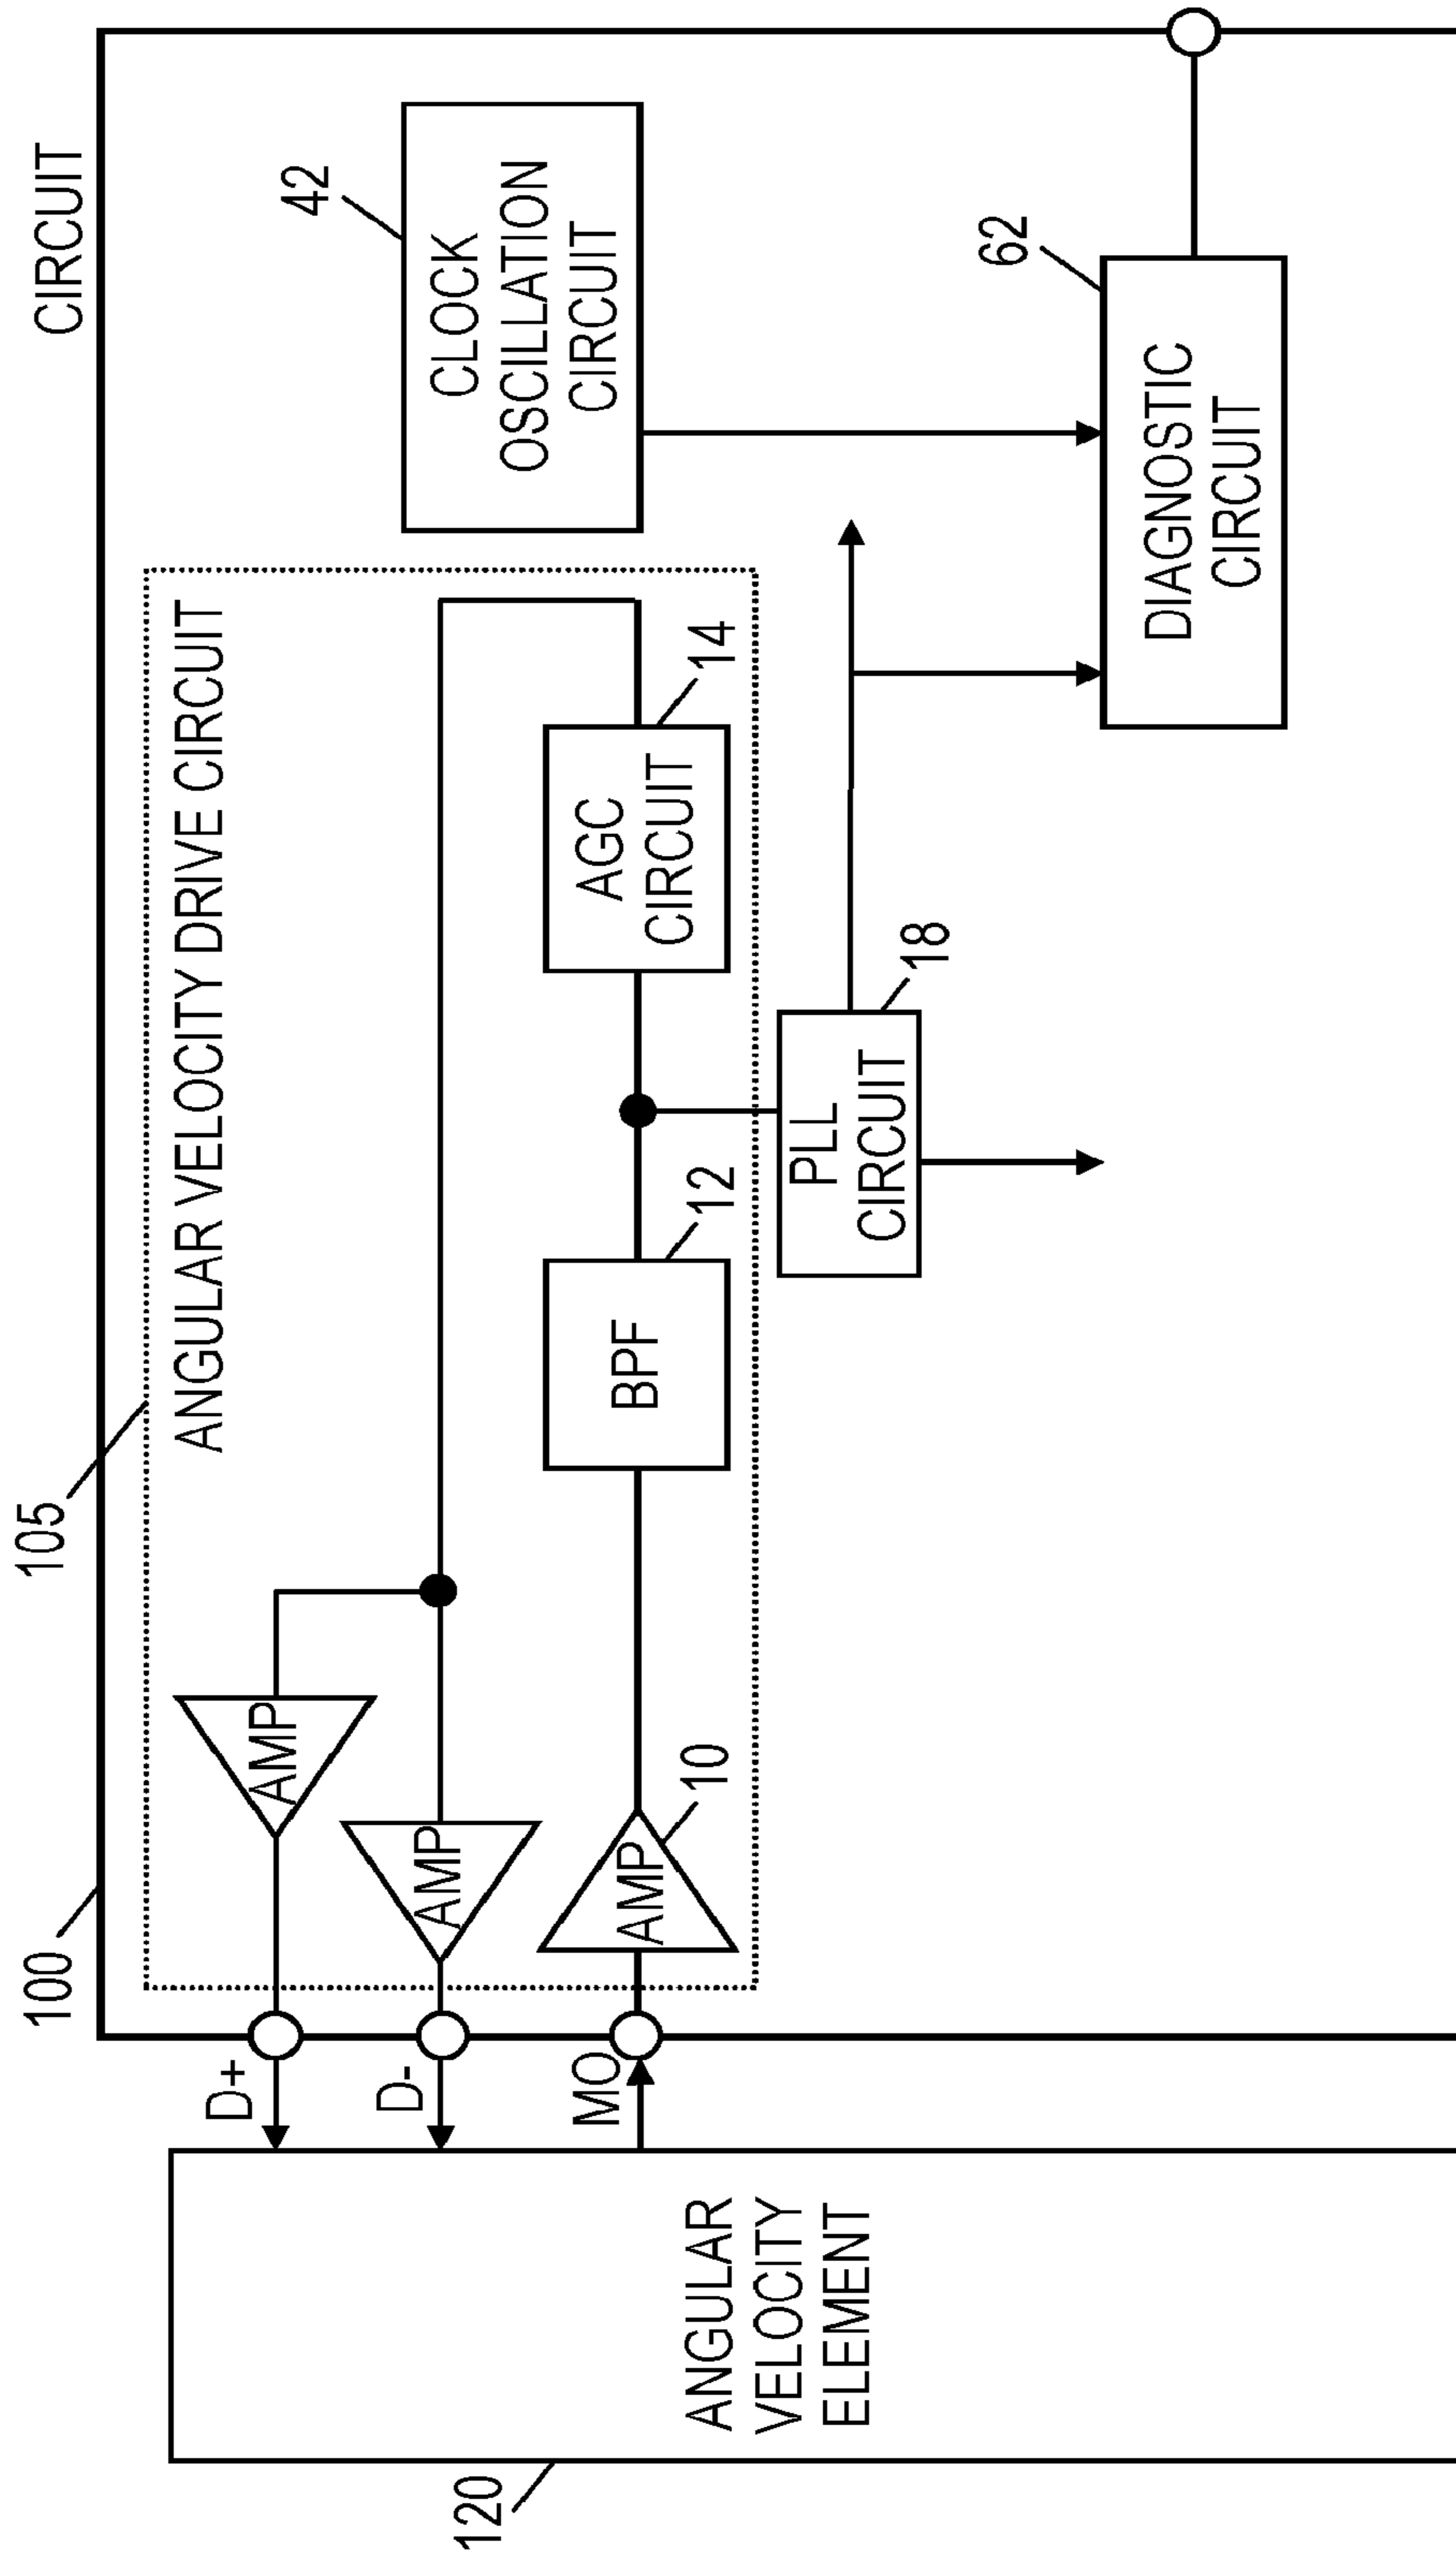 CIRCUIT
100
105
ANGULAR VELOCITY DRIVE CIRCUIT
42
CLOCK
OSCILLATION
CIRCUIT
D+
AMP
D-
AMP
MO
AMP
10
BPF
12
AGC
CIRCUIT
14
120
ANGULAR
VELOCITY
ELEMENT
PLL
CIRCUIT
18
62
DIAGNOSTIC
CIRCUIT